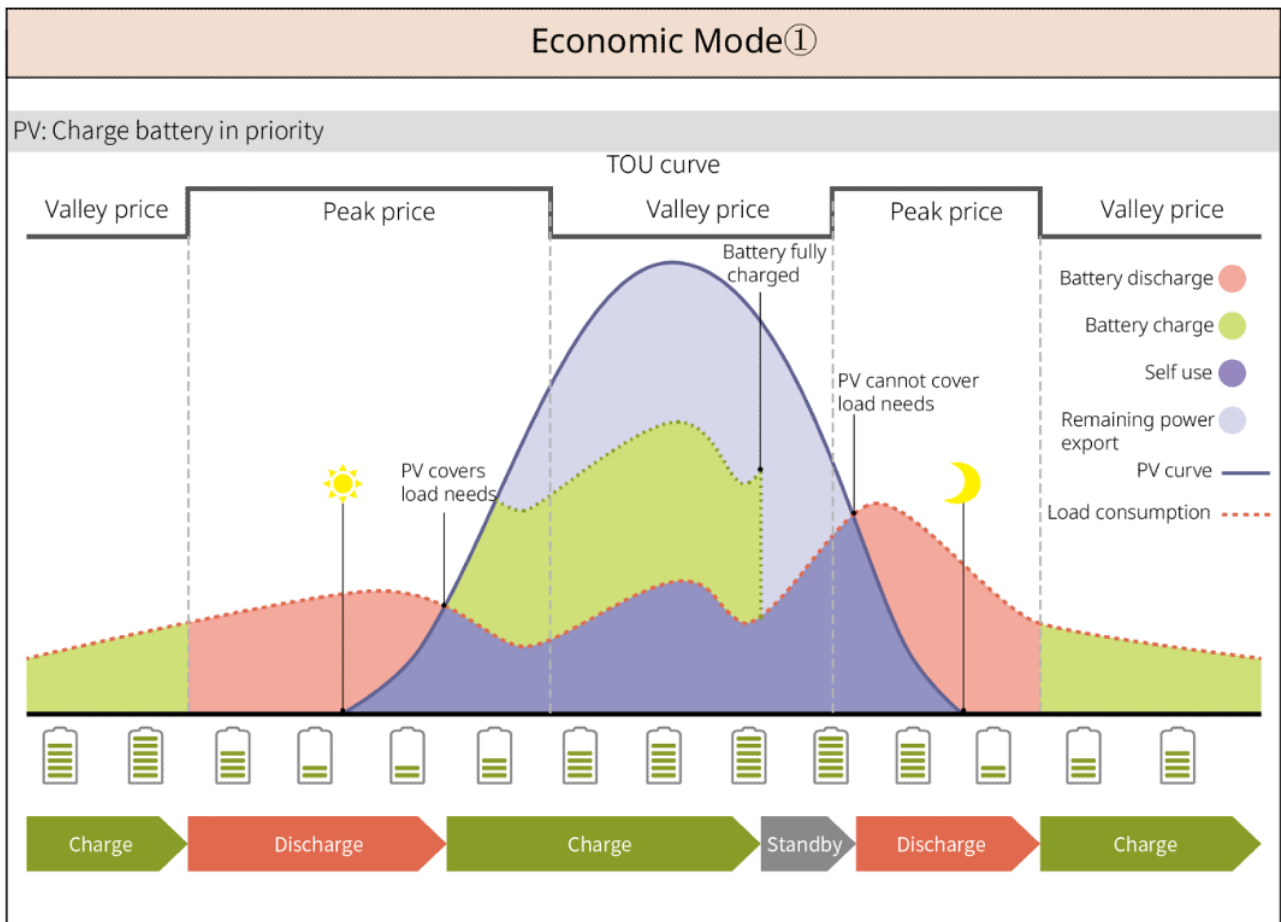 Economic Mode①
PV: Charge battery in priority
TOU curve
Valley price
Peak price
Valley price
Peak price
Valley price
Battery fully
charged
Battery discharge
Battery charge
Self use
Remaining power
export
PV curve
Load consumption
PV cannot cover
load needs
PV covers
load needs
Charge
Discharge
Charge
Standby
Discharge
Charge